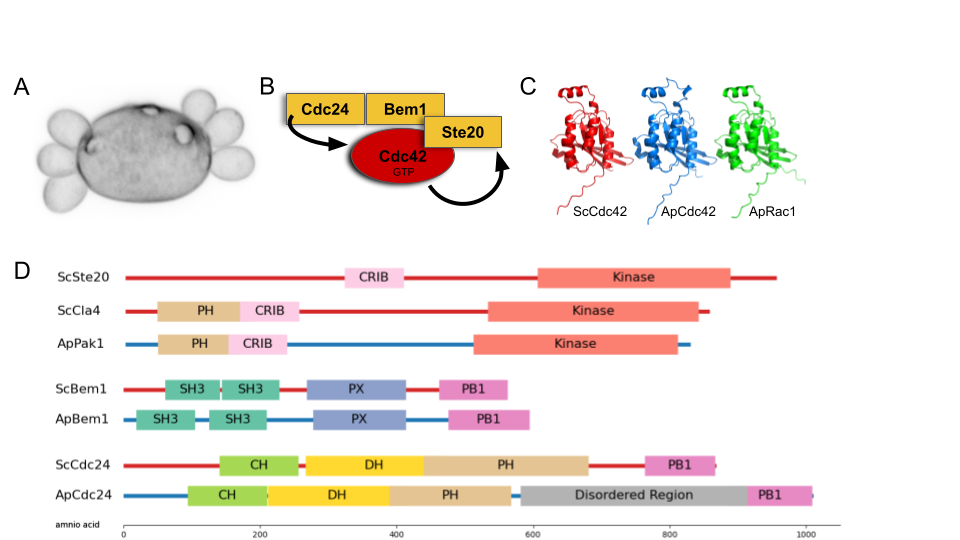 A
B
C
Cdc24
Bem1
Ste20
Cdc42
GTP
ScCdc42
ApCdc42
ApRac1
D
ScSte20
CRIB
Kinase
ScCla4
PH
CRIB
Kinase
ApPak1
PH
CRIB
Kinase
ScBem1
SH3
SH3
PX
PB1
ApBem1
SH3
SH3
PX
PB1
ScCdc24
CH
DH
PH
PB1
ApCdc24
CH
DH
PH
Disordered Region
PB1
amnio acid
0
200
400
600
800
1000